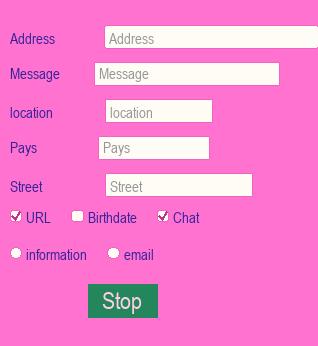 Address Address
Message Message
location location
Pays Pays
Street Street
URL Birthdate Chat
information email
Stop